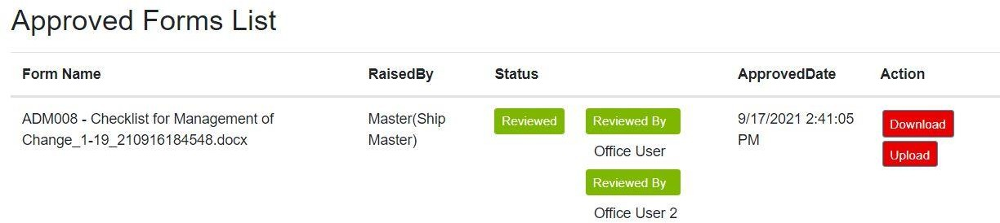 Approved Forms List
Form Name RaisedBy Status ApprovedDate Action
ADM008 - Checklist for Management of
Change_1-19_210916184548.docx
Master(Ship
Master)
Reviewed
Reviewed By
Office User
Reviewed By
Office User 2
9/17/2021 2:41:05
PM
Download
Upload